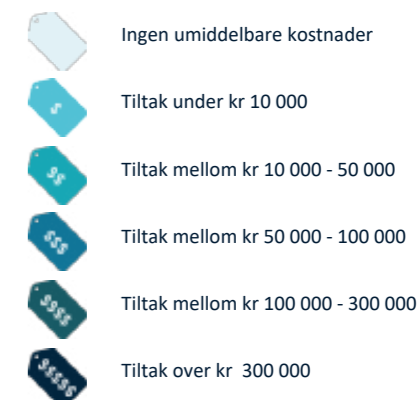 Ingen umiddelbare kostnader
$
Tiltak under kr 10 000
$$
Tiltak mellom kr 10 000 - 50 000
$$$
Tiltak mellom kr 50 000 - 100 000
$$$$
Tiltak mellom kr 100 000 - 300 000
$$$$$
Tiltak over kr  300 000